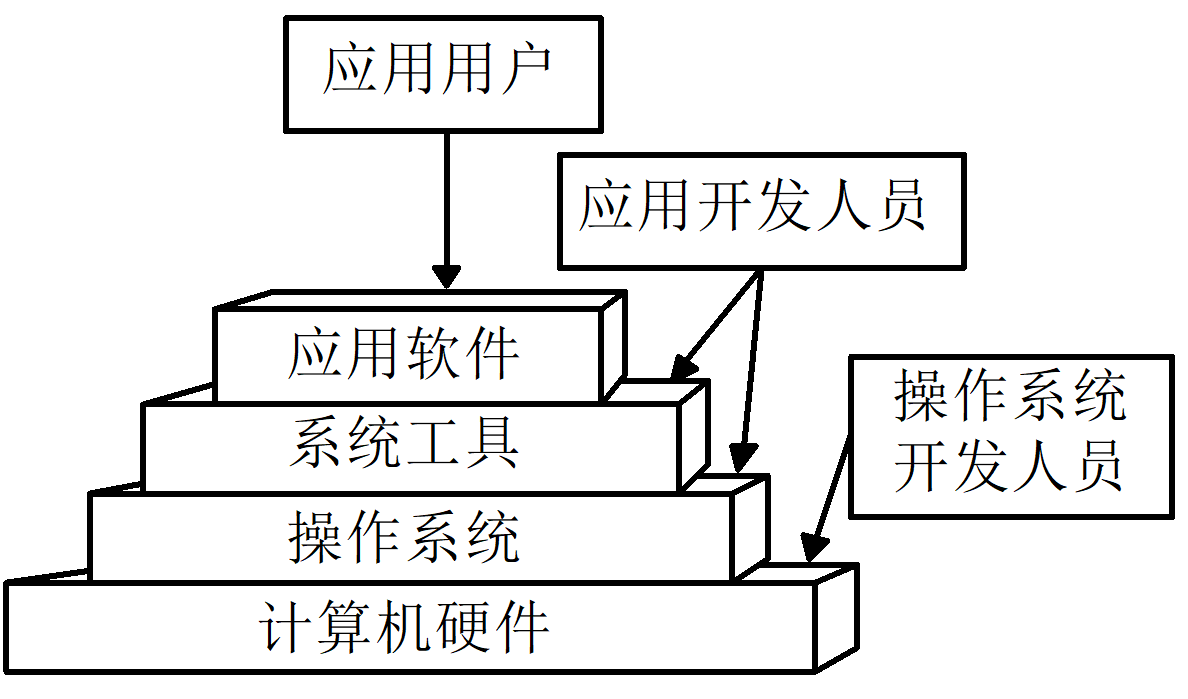 应用用户
应用开发人员
应用软件
操作系统
开发人员
系统工具
操作系统
计算机硬件